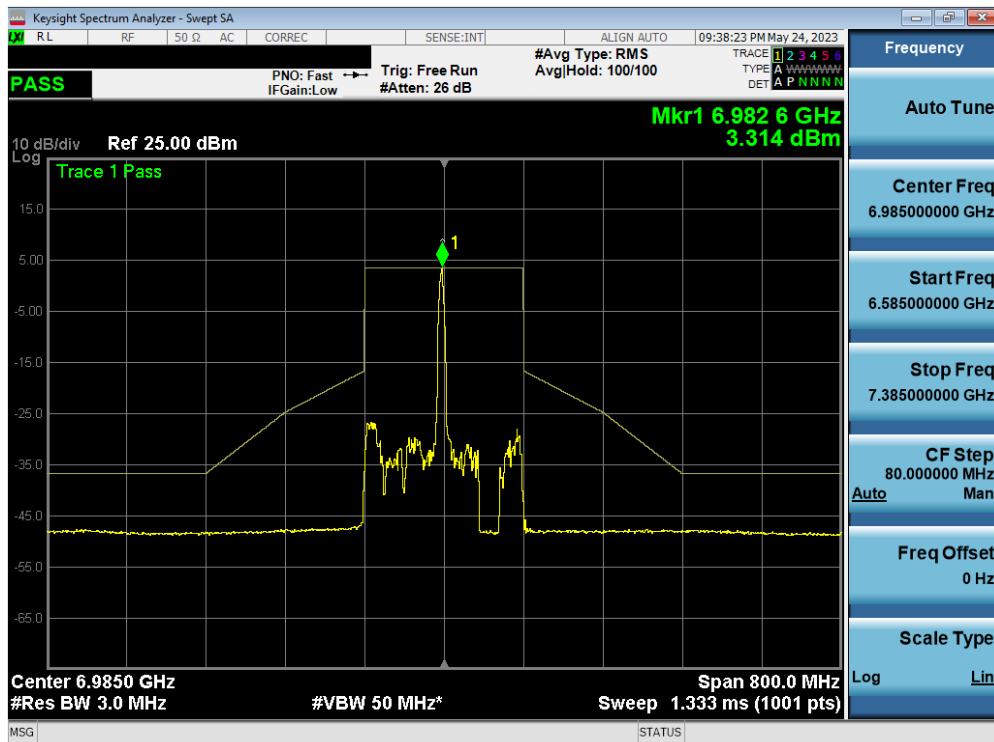 Keysight Spectrum Analyzer - Swept SA
LXI RL RF 50 Ω AC CORREC SENSE:INT ALIGN AUTO 09:38:23 PM May 24, 2023
PASS
PNO: Fast
IFGain:Low
Trig: Free Run
#Atten: 26 dB
#Avg Type: RMS
Avg|Hold: 100/100
TRACE 1 2 3 4 5 6
TYPE A WWWWW
DET A P N N N N
Mkr1 6.982 6 GHz
3.314 dBm
10 dB/div Ref 25.00 dBm
Log
Trace 1 Pass
1
15.0
5.00
-5.00
-15.0
-25.0
-35.0
-45.0
-55.0
-65.0
Center 6.9850 GHz Span 800.0 MHz
#Res BW 3.0 MHz #VBW 50 MHz* Sweep 1.333 ms (1001 pts)
MSG STATUS
Frequency
Auto Tune
Center Freq
6.985000000 GHz
Start Freq
6.585000000 GHz
Stop Freq
7.385000000 GHz
CF Step
80.000000 MHz
Auto Man
Freq Offset
0 Hz
Scale Type
Log Lin